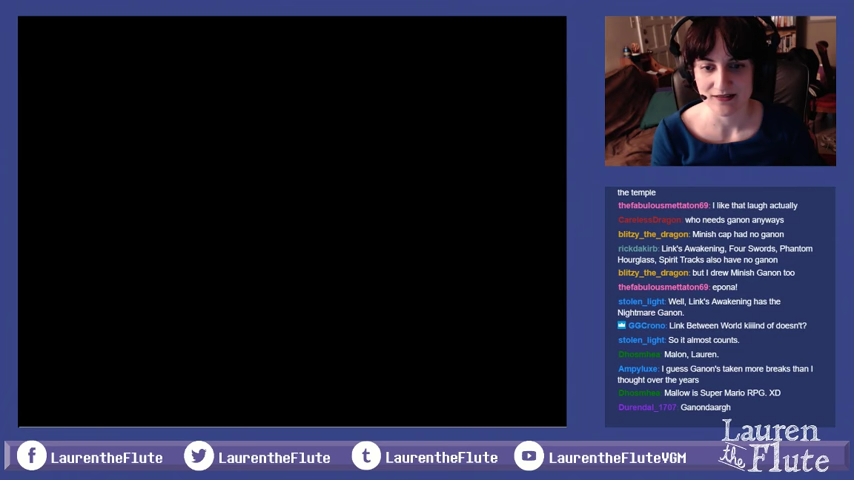 the temple
thefabulousmettaton69: I like that laugh actually
CarelessDragon: who needs ganon anyways
blitzy_the_dragon: Minish cap had no ganon
rickdakirb: Link's Awakening, Four Swords, Phantom
Hourglass, Spirit Tracks also have no ganon
blitzy_the_dragon: but I drew Minish Ganon too
thefabulousmettaton69: epona!
stolen_light: Well, Link's Awakening has the
Nightmare Ganon.
GGCrono: Link Between World kiiiind of doesn't?
stolen_light: So it almost counts.
Malon, Lauren.
Ampyluxe: I guess Ganon's taken more breaks than I
thought over the years
Mallow is Super Mario RPG. XD
Durendal_1707 Ganondaargh
Lauren
the Flute
LaurentheFlute
LaurentheFlute
LaurentheFlute
LaurentheFluteVGM